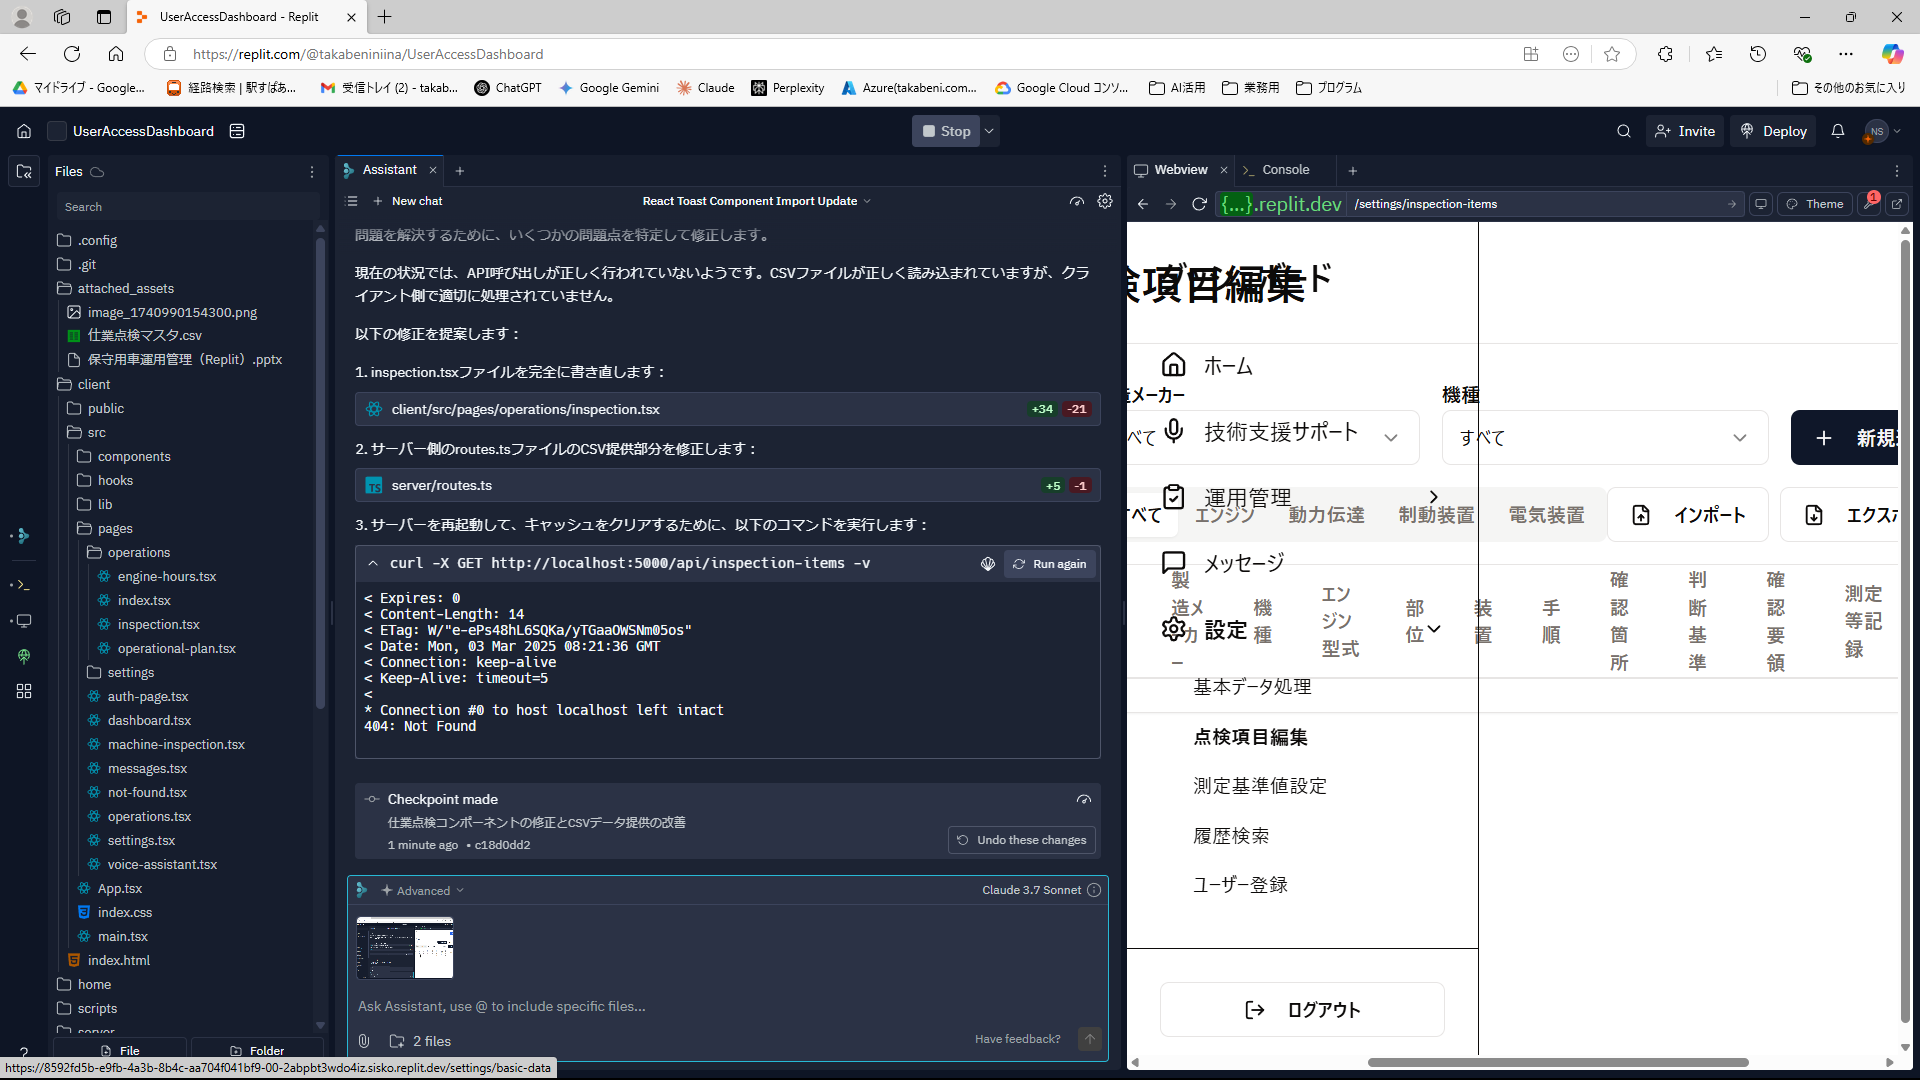 UserAccessDashboard - Replit
https://replit.com/@takabeniniina/UserAccessDashboard
マイドライブ - Google...
経路検索 | 駅すぱあ...
受信トレイ (2) - takab...
ChatGPT
Google Gemini
Claude
Perplexity
Azure(takabeni.com...
Google Cloud コンソ...
AI活用
業務用
プログラム
その他のお気に入り
UserAccessDashboard
Stop
Invite
Deploy
NS
Files
Search
.config
.git
attached_assets
image_1740990154300.png
仕業点検マスタ.csv
保守用車運用管理（Replit）.pptx
client
public
src
components
hooks
lib
pages
operations
engine-hours.tsx
index.tsx
inspection.tsx
operational-plan.tsx
settings
auth-page.tsx
dashboard.tsx
machine-inspection.tsx
messages.tsx
not-found.tsx
operations.tsx
settings.tsx
voice-assistant.tsx
App.tsx
index.css
main.tsx
index.html
home
scripts
server
File
Folder
https://8592fd5b-e9fb-4a3b-8b4c-aa704f041bf9-00-2abpbt3wdo4iz.sisko.replit.dev/settings/basic-data
Assistant
New chat
React Toast Component Import Update
問題を解決するために、いくつかの問題点を特定して修正します。
現在の状況では、API呼び出しが正しく行われていないようです。CSVファイルが正しく読み込まれていますが、クラ
イアント側で適切に処理されていません。
以下の修正を提案します：
1. inspection.tsxファイルを完全に書き直します：
client/src/pages/operations/inspection.tsx
+34 -21
2. サーバー側のroutes.tsファイルのCSV提供部分を修正します：
server/routes.ts
+5 -1
3. サーバーを再起動して、キャッシュをクリアするために、以下のコマンドを実行します：
curl -X GET http://localhost:5000/api/inspection-items -v
Run again
< Expires: 0
< Content-Length: 14
< ETag: W/"e-ePs48hL6SQKa/yTGaaOWSNm05os"
< Date: Mon, 03 Mar 2025 08:21:36 GMT
< Connection: keep-alive
< Keep-Alive: timeout=5
<
* Connection #0 to host localhost left intact
404: Not Found
Checkpoint made
仕業点検コンポーネントの修正とCSVデータ提供の改善
1 minute ago • c18d0dd2
Undo these changes
Advanced
Claude 3.7 Sonnet
Ask Assistant, use @ to include specific files...
2 files
Have feedback?
Webview
Console
{...}.replit.dev
/settings/inspection-items
Theme
1
検項目編集
ホーム
造メーカー
機種
べて
技術支援サポート
すべて
新規
運用管理
べて
エンジン
動力伝達
制動装置
電気装置
インポート
エクスポ
メッセージ
製造メーカー
機種
エンジン型式
部位
装置
手順
確認箇所
判断基準
確認要領
測定等記録
設定
基本データ処理
点検項目編集
測定基準値設定
履歴検索
ユーザー登録
ログアウト